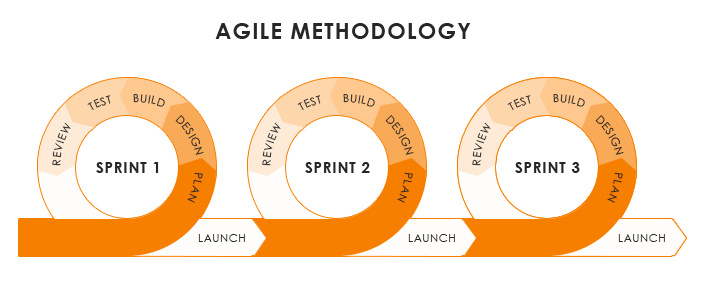 AGILE METHODOLOGY
REVIEW
TEST
BUILD
DESIGN
PLAN
SPRINT 1
LAUNCH
REVIEW
TEST
BUILD
DESIGN
PLAN
SPRINT 2
LAUNCH
REVIEW
TEST
BUILD
DESIGN
PLAN
SPRINT 3
LAUNCH